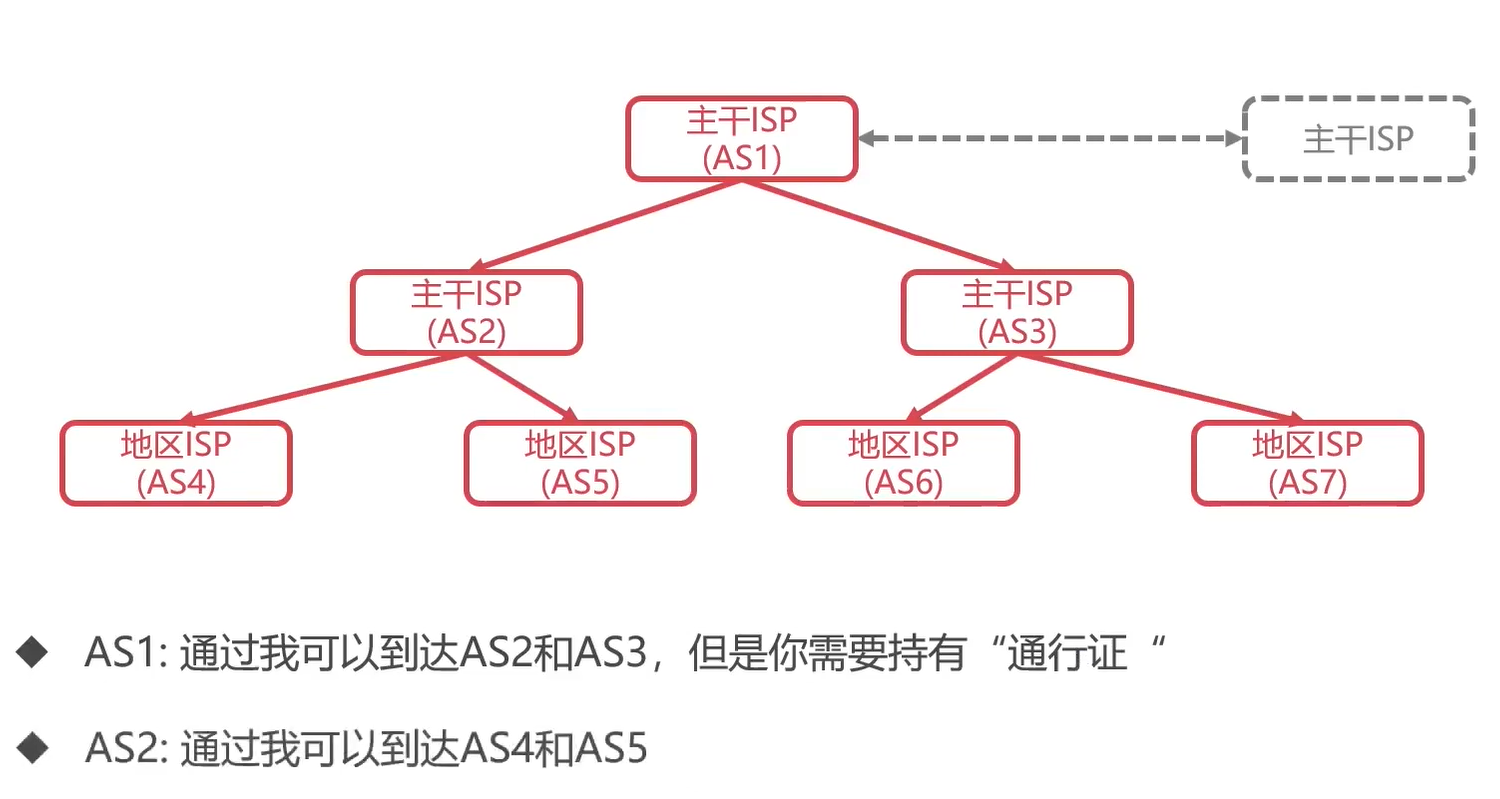 主干ISP
(AS1)
主干ISP
主干ISP
(AS2)
主干ISP
(AS3)
地区ISP
(AS4)
地区ISP
(AS5)
地区ISP
(AS6)
地区ISP
(AS7)
AS1: 通过我可以到达AS2和AS3，但是你需要持有“通行证“
AS2: 通过我可以到达AS4和AS5